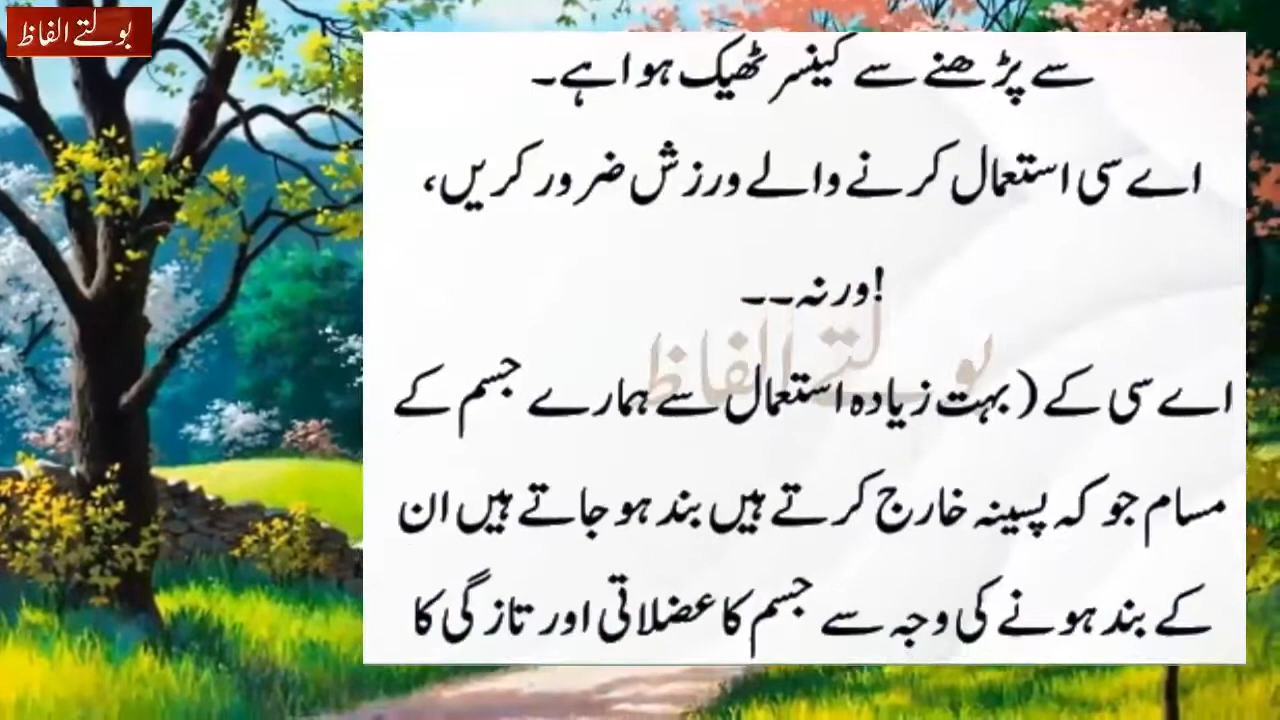 بولتے الفاظ
سے پڑھنے سے کینسر ٹھیک ہوا ہے۔
اے سی استعمال کرنے والے ورزش ضرور کریں،
ورنہ۔۔!
بولتے الفاظ
اے سی کے (بہت زیادہ استعمال سے ہمارے جسم کے
مسام جو کہ پسینہ خارج کرتے ہیں بند ہو جاتے ہیں ان
کے بند ہونے کی وجہ سے جسم کا عضلاتی اور تازگی کا